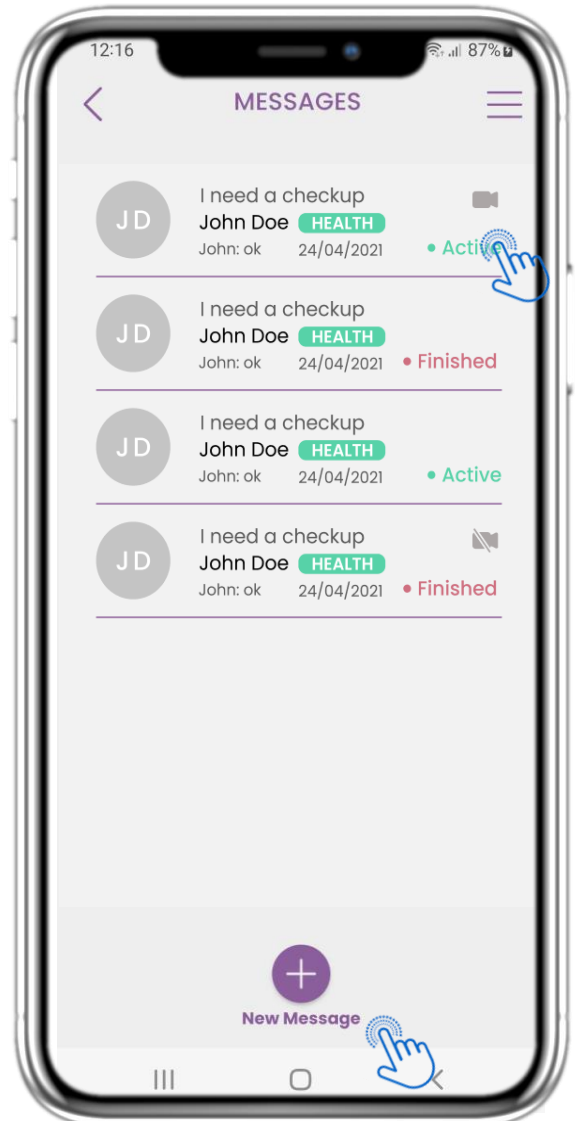 12:16 87%
MESSAGES
JD
I need a checkup
John Doe HEALTH
John: ok 24/04/2021 • Active
JD
I need a checkup
John Doe HEALTH
John: ok 24/04/2021 • Finished
JD
I need a checkup
John Doe HEALTH
John: ok 24/04/2021 • Active
JD
I need a checkup
John Doe HEALTH
John: ok 24/04/2021 • Finished
New Message